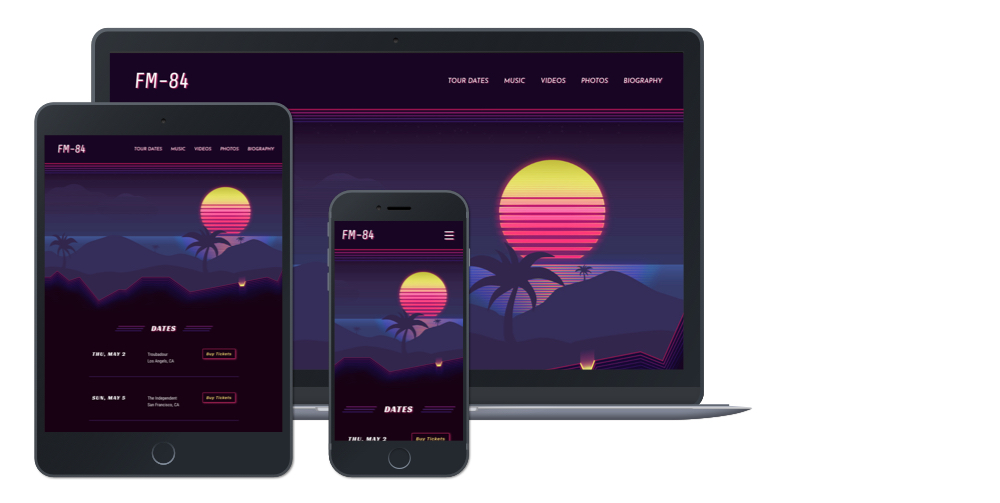 FM-84
TOUR DATES MUSIC VIDEOS PHOTOS BIOGRAPHY
FM-84
TOUR DATES MUSIC VIDEOS PHOTOS BIOGRAPHY
DATES
THU, MAY 2
Troubadour
Los Angels, CA
Buy Tickets
SUN, MAY 5
The Independent
San Francisco, CA
Buy Tickets
FM-84
DATES
THU, MAY 2
Buy Tickets